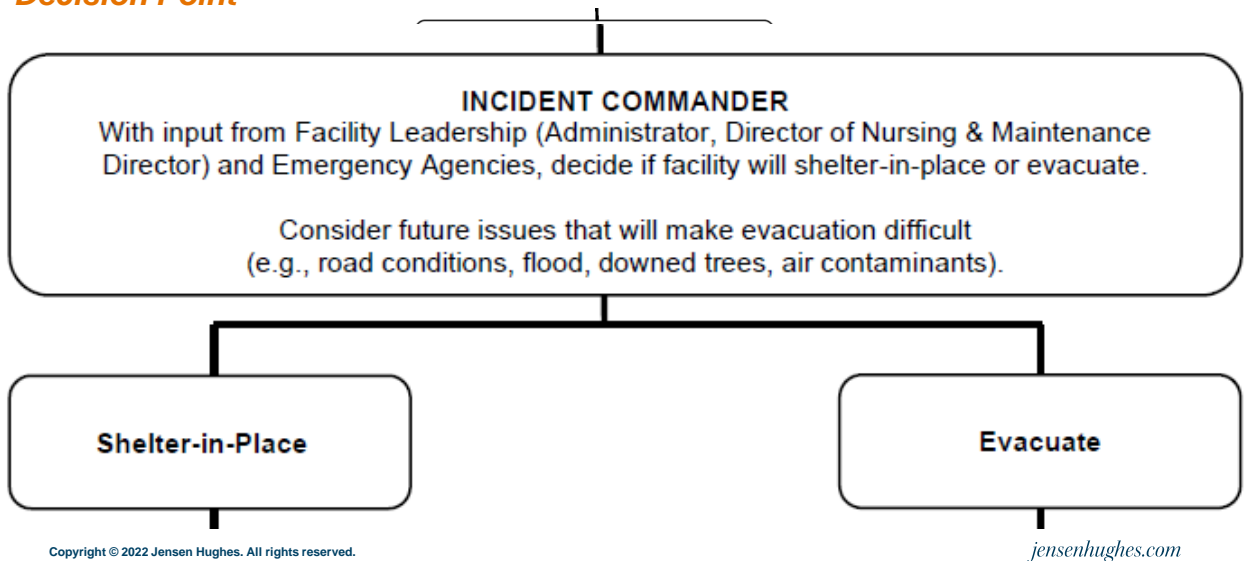 Decision Point
INCIDENT COMMANDER
With input from Facility Leadership (Administrator, Director of Nursing & Maintenance
Director) and Emergency Agencies, decide if facility will shelter-in-place or evacuate.
Consider future issues that will make evacuation difficult
(e.g., road conditions, flood, downed trees, air contaminants).
Shelter-in-Place
Evacuate
Copyright © 2022 Jensen Hughes. All rights reserved.
jensenhughes.com